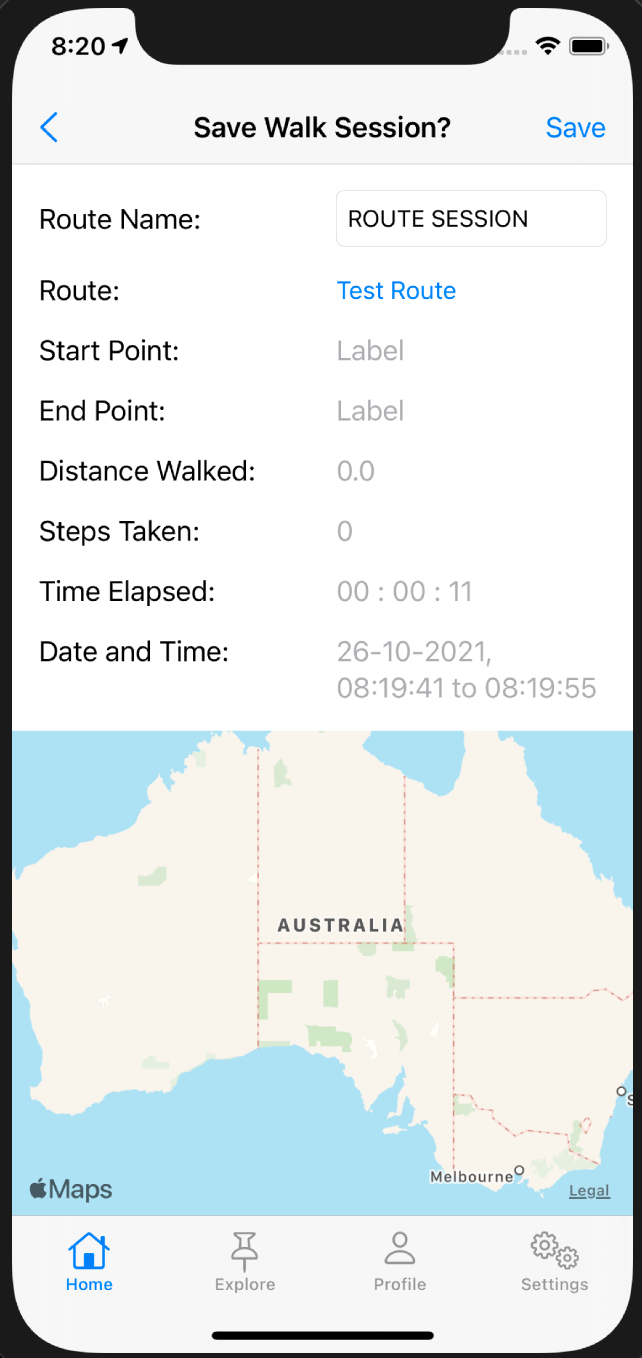 8:20
Save Walk Session?
Save
Route Name:
ROUTE SESSION
Route:
Test Route
Start Point:
Label
End Point:
Label
Distance Walked:
0.0
Steps Taken:
0
Time Elapsed:
00 : 00 : 11
Date and Time:
26-10-2021,
08:19:41 to 08:19:55
AUSTRALIA
S
Melbourne
Maps
Legal
Home
Explore
Profile
Settings